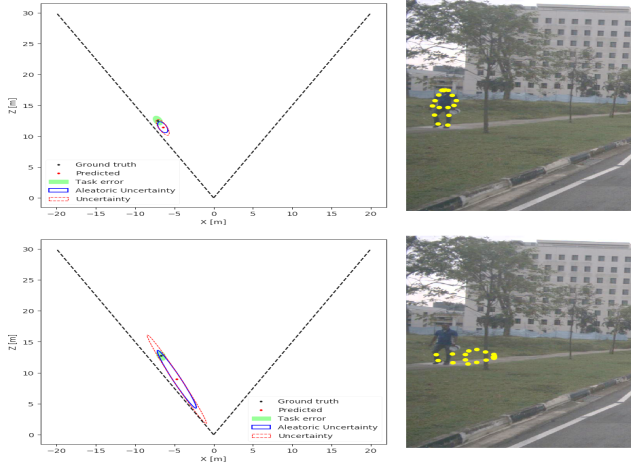 30
25
20
15
10
5
0
Z [m]
Ground truth
Predicted
Task error
Aleatoric Uncertainty
Uncertainty
−20 −15 −10 −5 0 5 10 15 20
X [m]
30
25
20
15
10
5
0
Z [m]
Ground truth
Predicted
Task error
Aleatoric Uncertainty
Uncertainty
−20 −15 −10 −5 0 5 10 15 20
X [m]